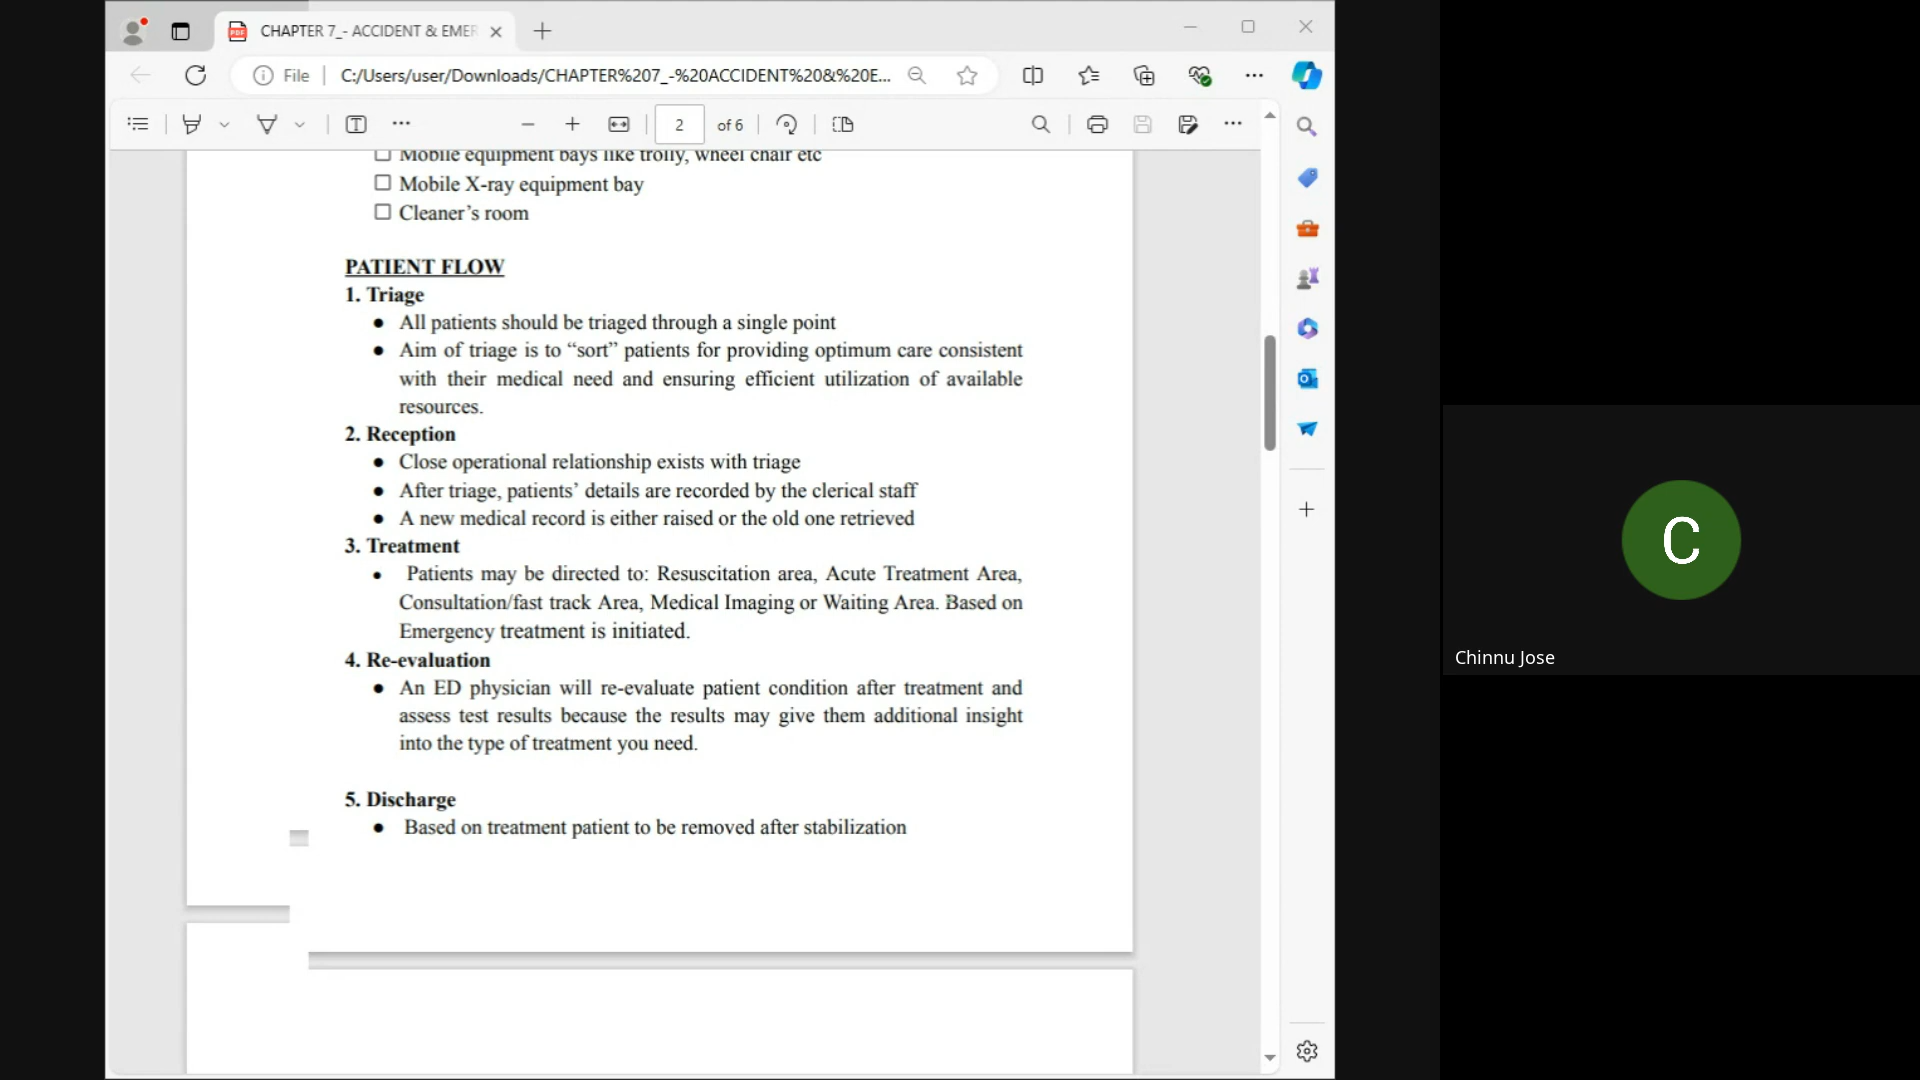 CHAPTER 7_- ACCIDENT & EMER
File
C:/Users/user/Downloads/CHAPTER%207_-%20ACCIDENT%20&%20E...
2 of 6
Mobile equipment bays like trolly, wheel chair etc
Mobile X-ray equipment bay
Cleaner’s room
PATIENT FLOW
1. Triage
● All patients should be triaged through a single point
● Aim of triage is to “sort” patients for providing optimum care consistent
with their medical need and ensuring efficient utilization of available
resources.
2. Reception
● Close operational relationship exists with triage
● After triage, patients’ details are recorded by the clerical staff
● A new medical record is either raised or the old one retrieved
3. Treatment
● Patients may be directed to: Resuscitation area, Acute Treatment Area,
Consultation/fast track Area, Medical Imaging or Waiting Area. Based on
Emergency treatment is initiated.
4. Re-evaluation
● An ED physician will re-evaluate patient condition after treatment and
assess test results because the results may give them additional insight
into the type of treatment you need.
5. Discharge
● Based on treatment patient to be removed after stabilization
C
Chinnu Jose